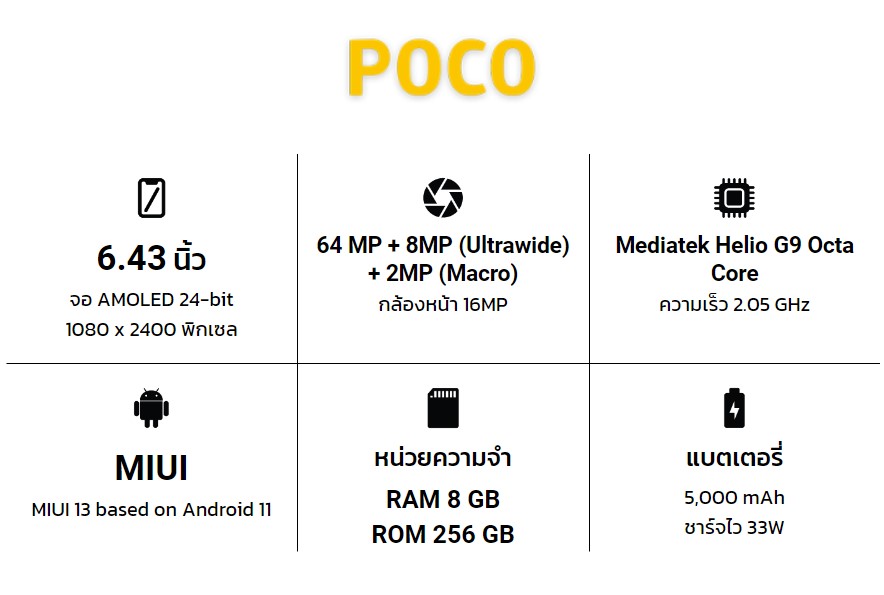 POCO
6.43 นิ้ว
จอ AMOLED 24-bit
1080 x 2400 พิกเซล
64 MP + 8MP (Ultrawide)
+ 2MP (Macro)
กล้องหน้า 16MP
Mediatek Helio G9 Octa
Core
ความเร็ว 2.05 GHz
MIUI
MIUI 13 based on Android 11
หน่วยความจำ
RAM 8 GB
ROM 256 GB
แบตเตอรี่
5,000 mAh
ชาร์จไว 33W